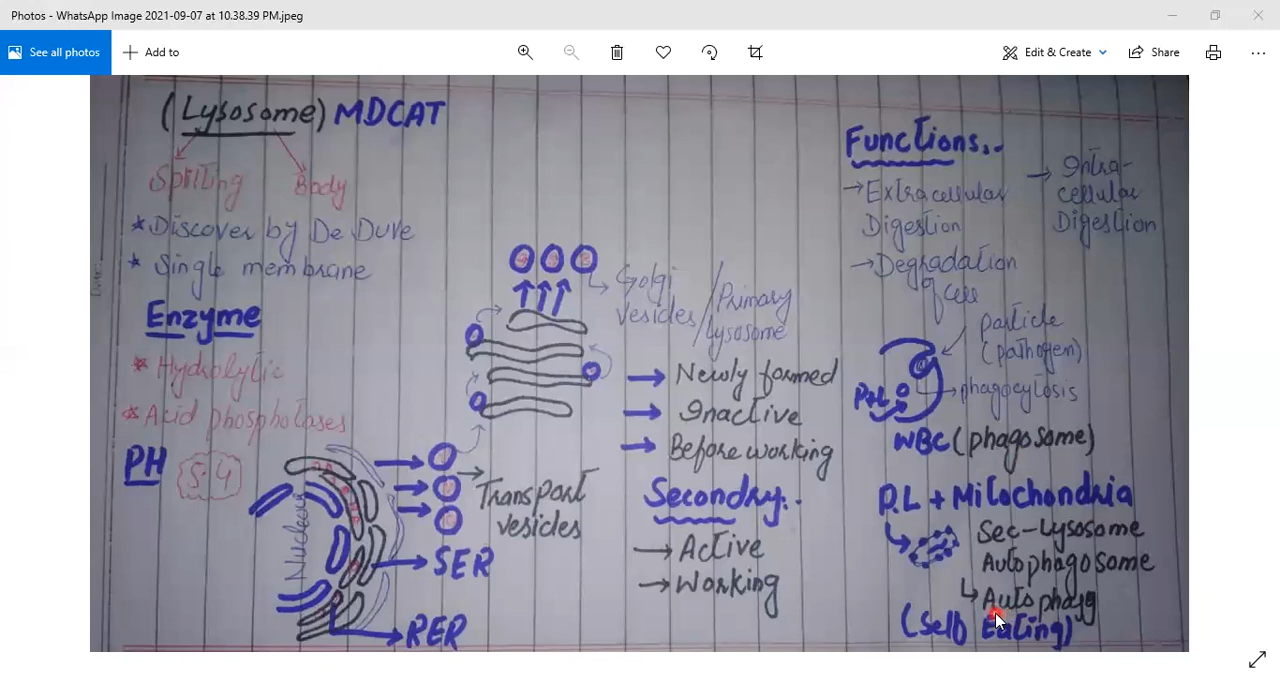 Photos - WhatsApp Image 2021-09-07 at 10.38.39 PM.jpeg
See all photos
Add to
Edit & Create
Share
(Lysosome) MDCAT
Spliting
Body
* Discover by De Duve
* Single membrane
Enzyme
* Hydrolytic
* Acid phosphotases
PH
5.4
Nucleus
SER
RER
Transport
vesicles
Golgi
vesicles/
Primary
lysosome
→ Newly formed
→ Inactive
→ Before working
Secondry..
→ Active
→ Working
Functions..
→ Extracellular
Digestion
→ Intra-
cellular
Digestion
→ Degradation
of cell
particle
(pathogen)
phagocytosis
WBC (phagosome)
P.L + Mitochondria
Sec-Lysosome
Autophagosome
↳ Autophagy
(Self Eating)